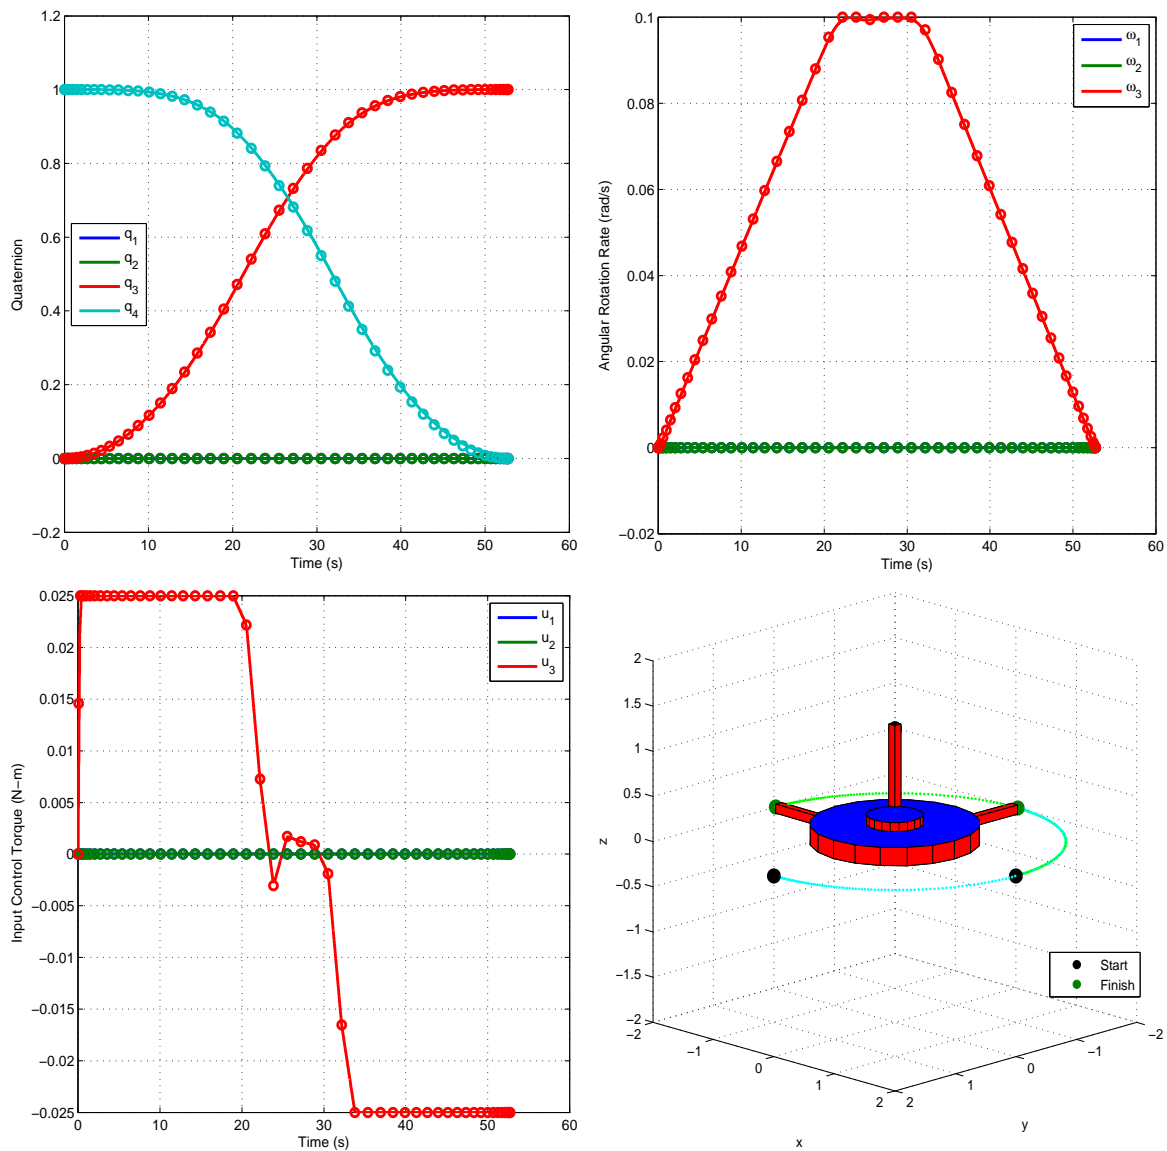 1.2
1
0.8
0.6
0.4
0.2
0
−0.2
Quaternion
q1
q2
q3
q4
0 10 20 30 40 50 60
Time (s)
0.1
0.08
0.06
0.04
0.02
0
−0.02
Angular Rotation Rate (rad/s)
ω1
ω2
ω3
0 10 20 30 40 50 60
Time (s)
0.025
0.02
0.015
0.01
0.005
0
−0.005
−0.01
−0.015
−0.02
−0.025
Input Control Torque (N−m)
u1
u2
u3
0 10 20 30 40 50 60
Time (s)
2
1.5
1
0.5
0
−0.5
−1
−1.5
−2
z
Start
Finish
−2 −1 0 1 2
x
2 1 0 −1 −2
y